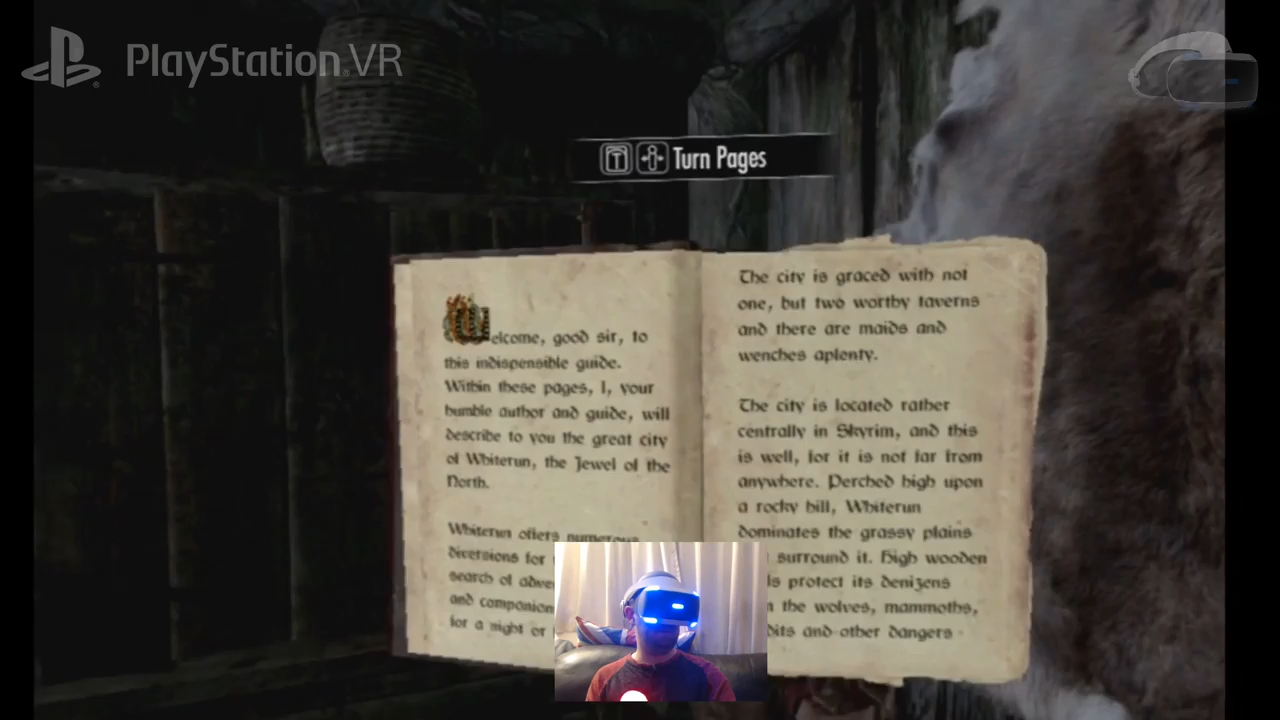 PlayStation VR
T Turn Pages
Welcome, good sir, to
this indispensible guide.
Within these pages, I, your
humble author and guide, will
describe to you the great city
of Whiterun, the Jewel of the
North.
Whiterun offers numerous
diversions for
search of adve
and companion
for a night or
The city is graced with not
one, but two worthy taverns
and there are maids and
wenches aplenty.
The city is located rather
centrally in Skyrim, and this
is well, for it is not far from
anywhere. Perched high upon
a rocky hill, Whiterun
dominates the grassy plains
surround it. High wooden
ls protect its denizens
the wolves, mammoths,
dits and other dangers